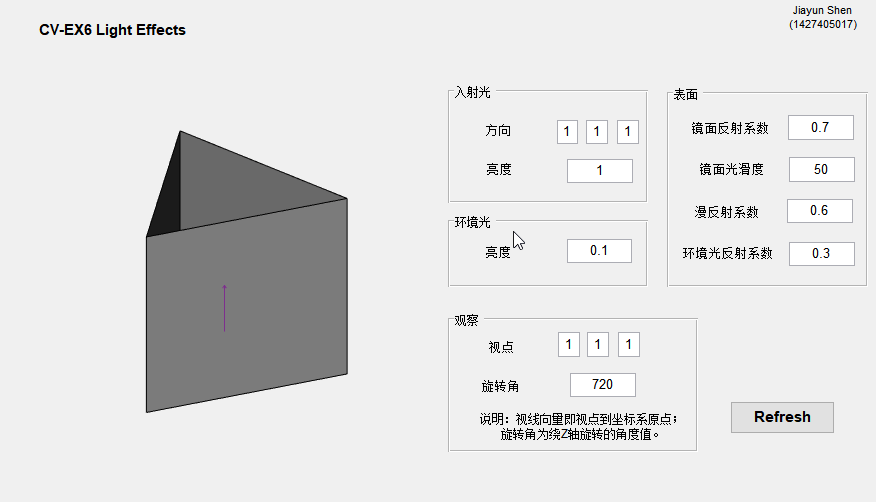 CV-EX6 Light Effects
Jiayun Shen
(1427405017)
入射光
方向 1 1 1
亮度 1
环境光
亮度 0.1
表面
镜面反射系数 0.7
镜面光滑度 50
漫反射系数 0.6
环境光反射系数 0.3
观察
视点 1 1 1
旋转角 720
说明：视线向量即视点到坐标系原点；
旋转角为绕Z轴旋转的角度值。
Refresh